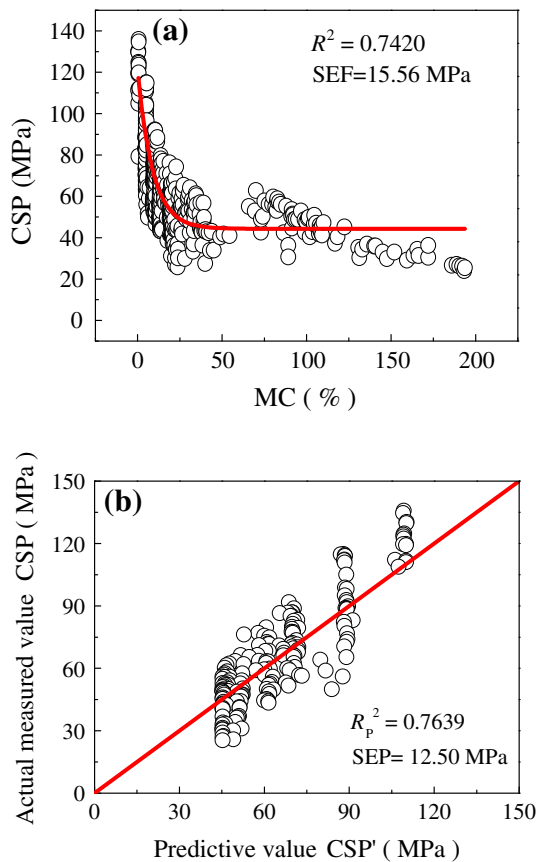 (a)
R² = 0.7420
SEF=15.56 MPa
CSP (MPa)
140
120
100
80
60
40
20
0
0
50
100
150
200
MC ( % )
(b)
Actual measured value CSP ( MPa )
150
120
90
60
30
0
R_P² = 0.7639
SEP= 12.50 MPa
0
30
60
90
120
150
Predictive value CSP' ( MPa )